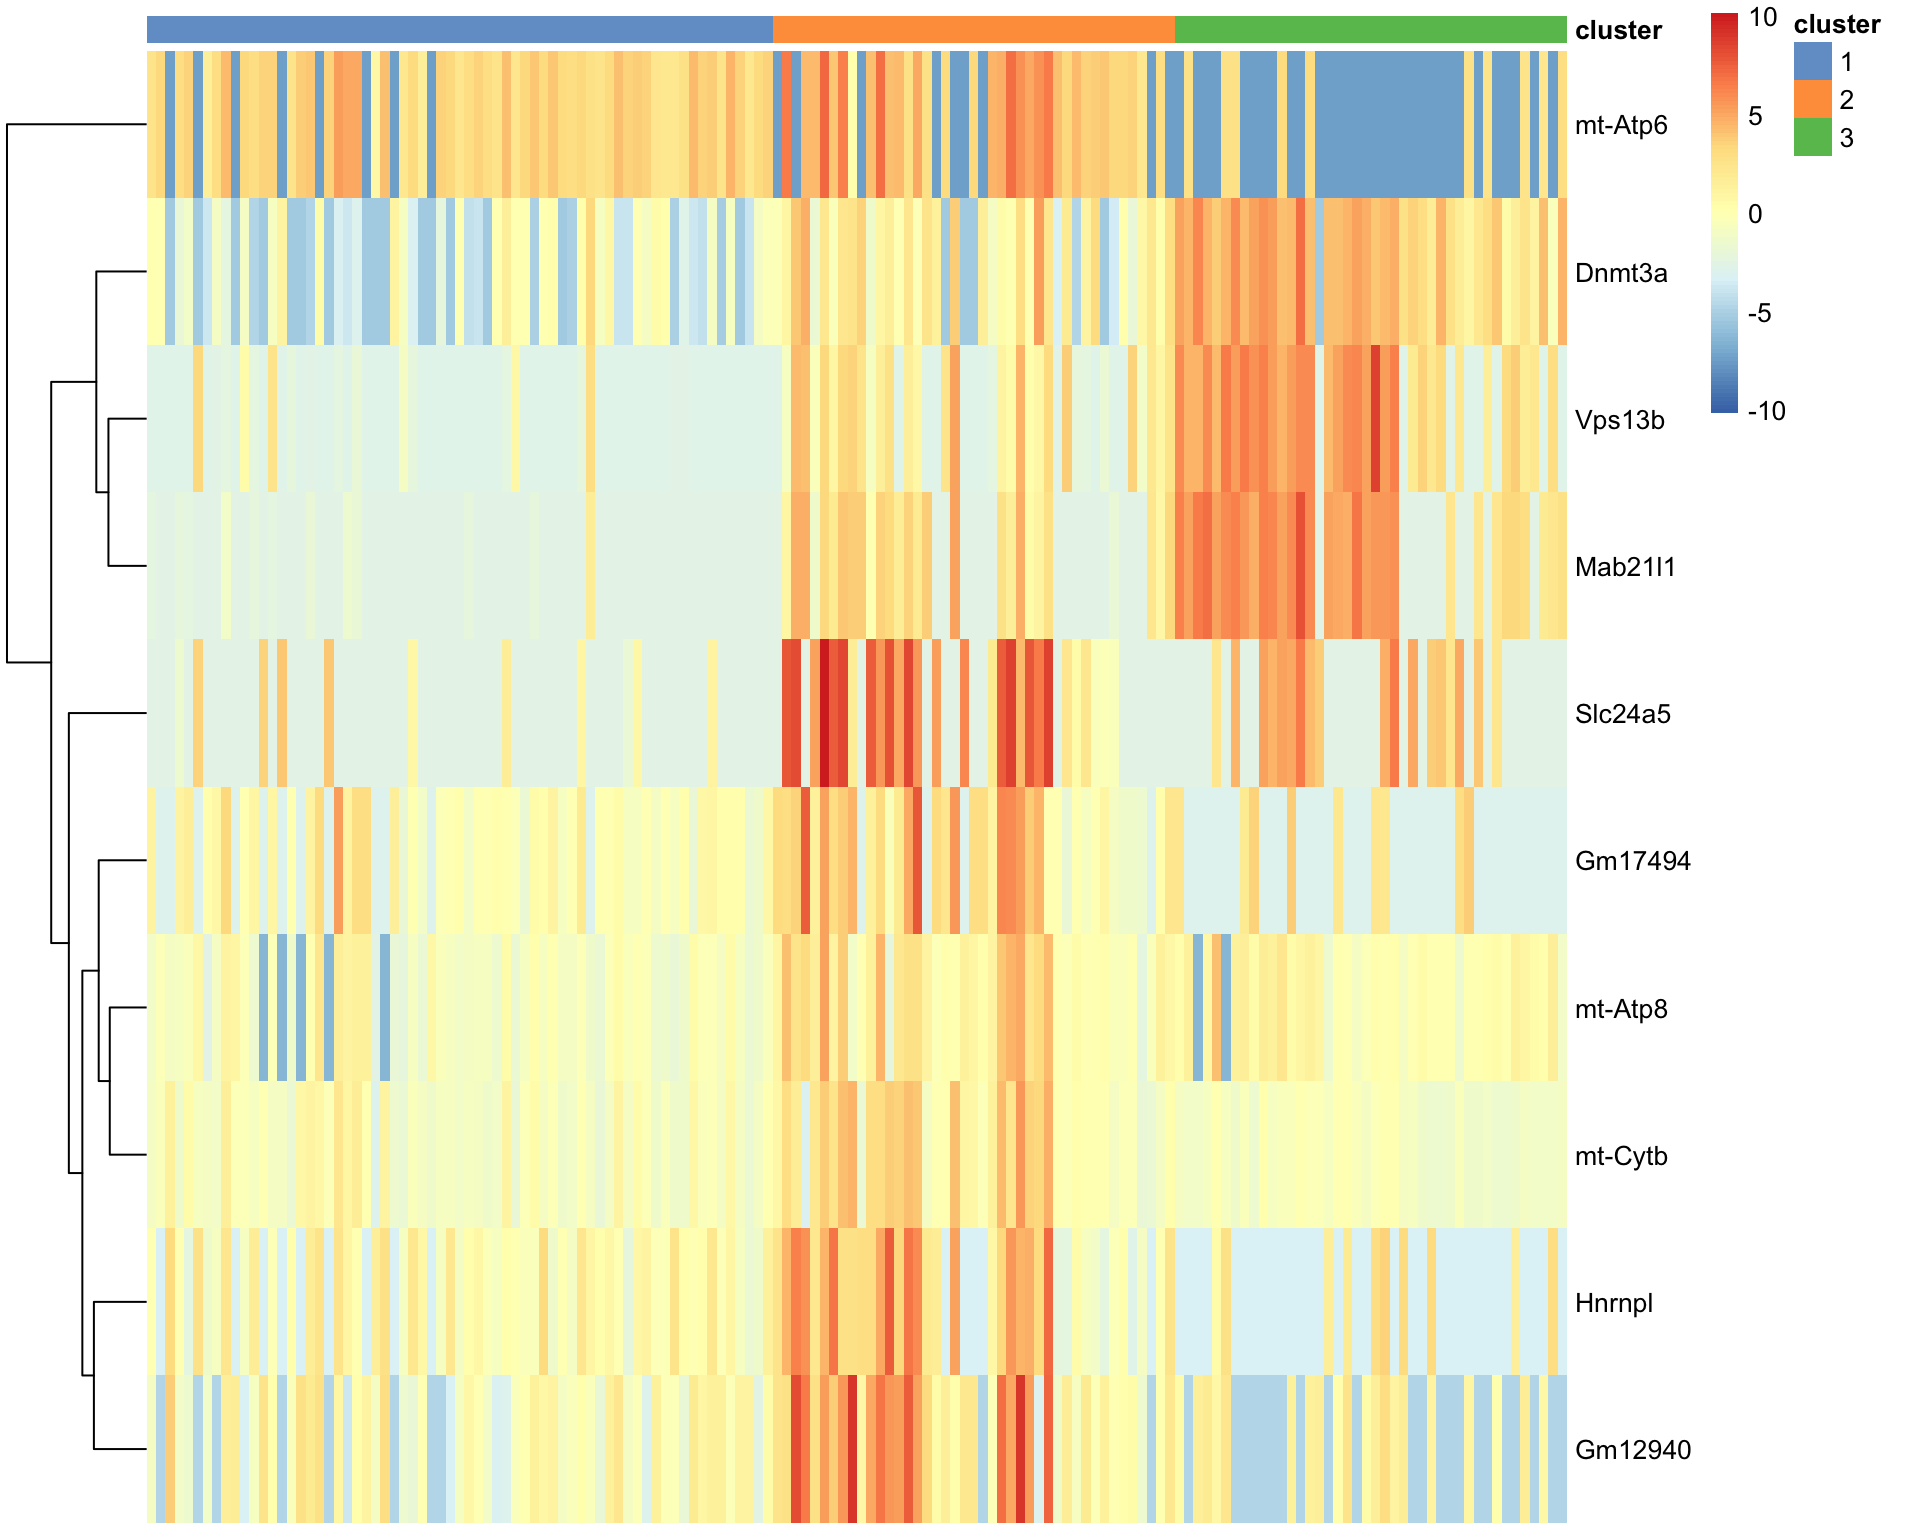 cluster
mt-Atp6
Dnmt3a
Vps13b
Mab21l1
Slc24a5
Gm17494
mt-Atp8
mt-Cytb
Hnrnpl
Gm12940
10
5
0
-5
-10
cluster
1
2
3